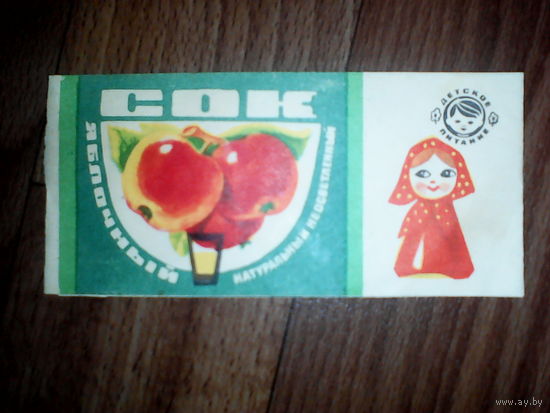 СОК
ЯБЛОЧНЫЙ
НАТУРАЛЬНЫЙ НЕОСВЕТЛЕННЫЙ
ДЕТСКОЕ
ПИТАНИЕ
www.ay.by